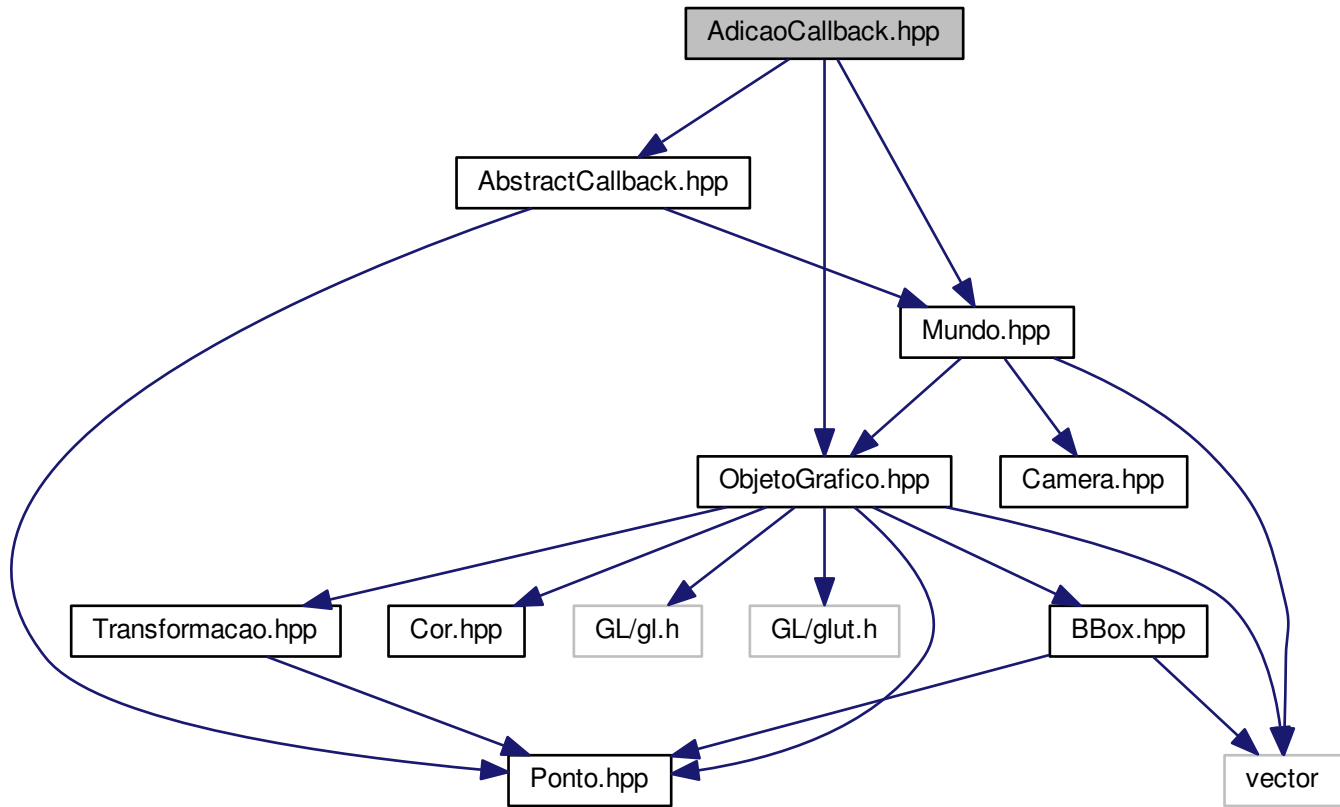 AdicaoCallback.hpp
AbstractCallback.hpp
Mundo.hpp
ObjetoGrafico.hpp
Camera.hpp
Transformacao.hpp
Cor.hpp
GL/gl.h
GL/glut.h
BBox.hpp
Ponto.hpp
vector